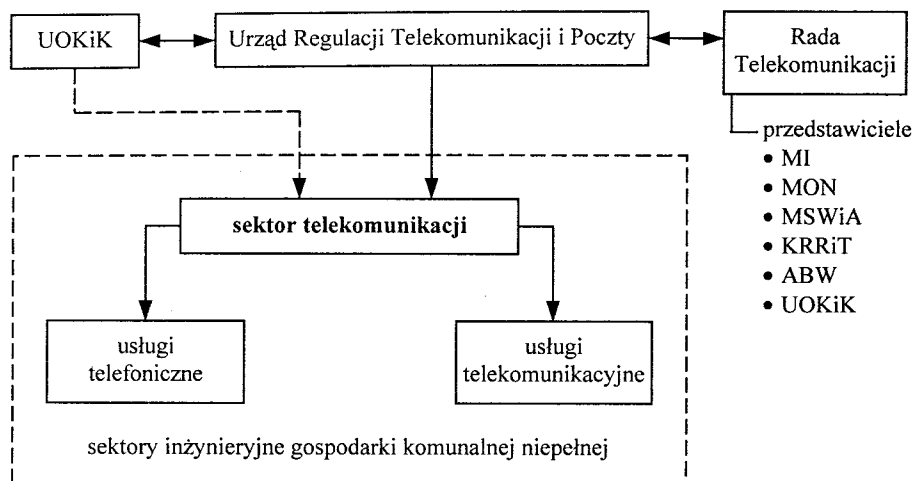 UOKiK
Urząd Regulacji Telekomunikacji i Poczty
Rada
Telekomunikacji
przedstawiciele
• MI
• MON
• MSWiA
• KRRiT
• ABW
• UOKiK
sektor telekomunikacji
usługi
telefoniczne
usługi
telekomunikacyjne
sektory inżynieryjne gospodarki komunalnej niepełnej